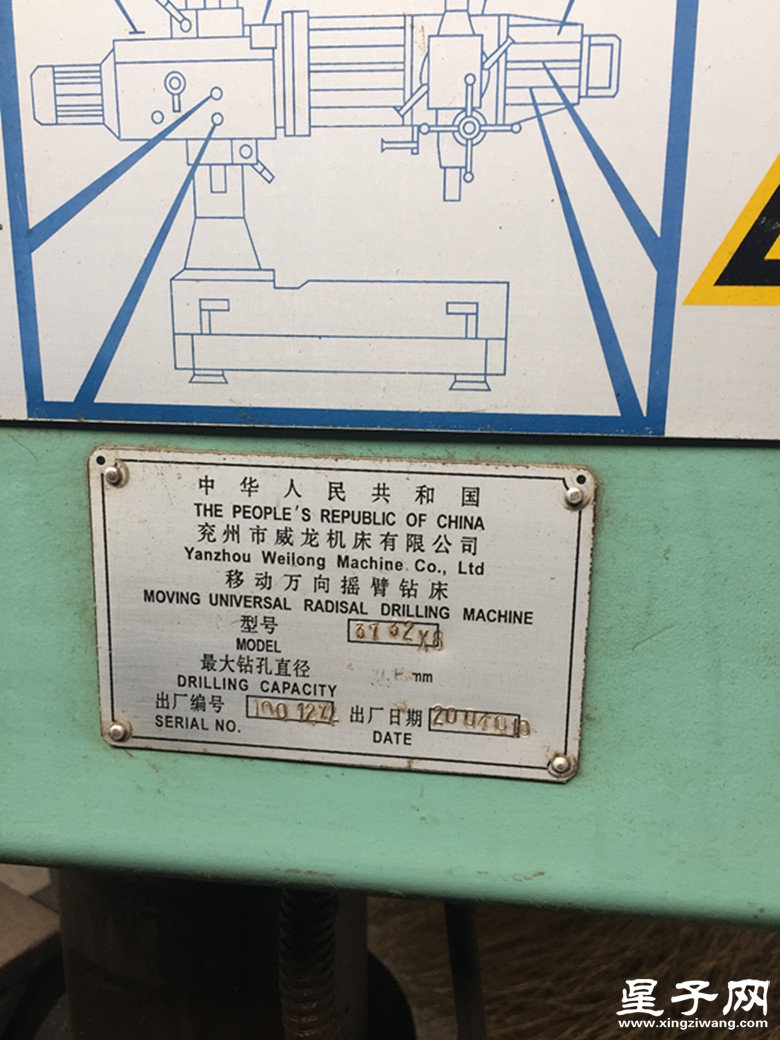 中华人民共和国
THE PEOPLE'S REPUBLIC OF CHINA
兖州市威龙机床有限公司
Yanzhou Weilong Machine Co., Ltd
移动万向摇臂钻床
MOVING UNIVERSAL RADISAL DRILLING MACHINE
型号
MODEL
最大钻孔直径 mm
DRILLING CAPACITY
出厂编号 出厂日期
SERIAL NO. DATE
星子网
www.xingziwang.com